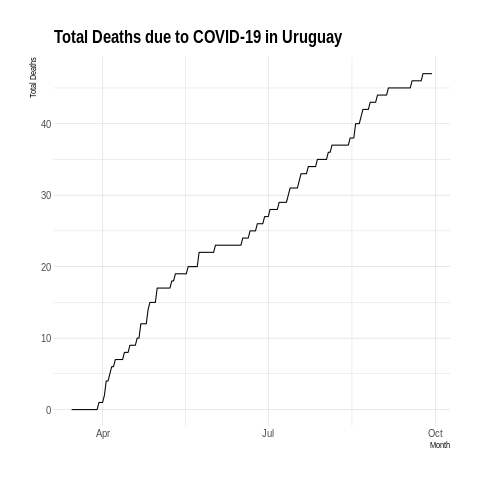 Total Deaths due to COVID-19 in Uruguay
Total Deaths
40
30
20
10
0
Apr
Jul
Oct
Month